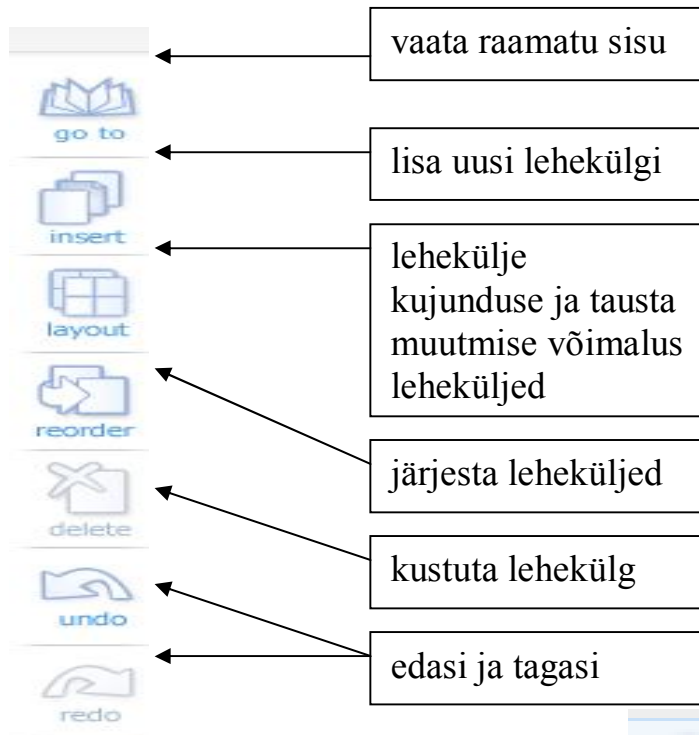 vaata raamatu sisu
go to
lisa uusi lehekülgi
insert
lehekülje
kujunduse ja tausta
muutmise võimalus
leheküljed
layout
reorder
järjesta leheküljed
delete
kustuta lehekülg
undo
edasi ja tagasi
redo